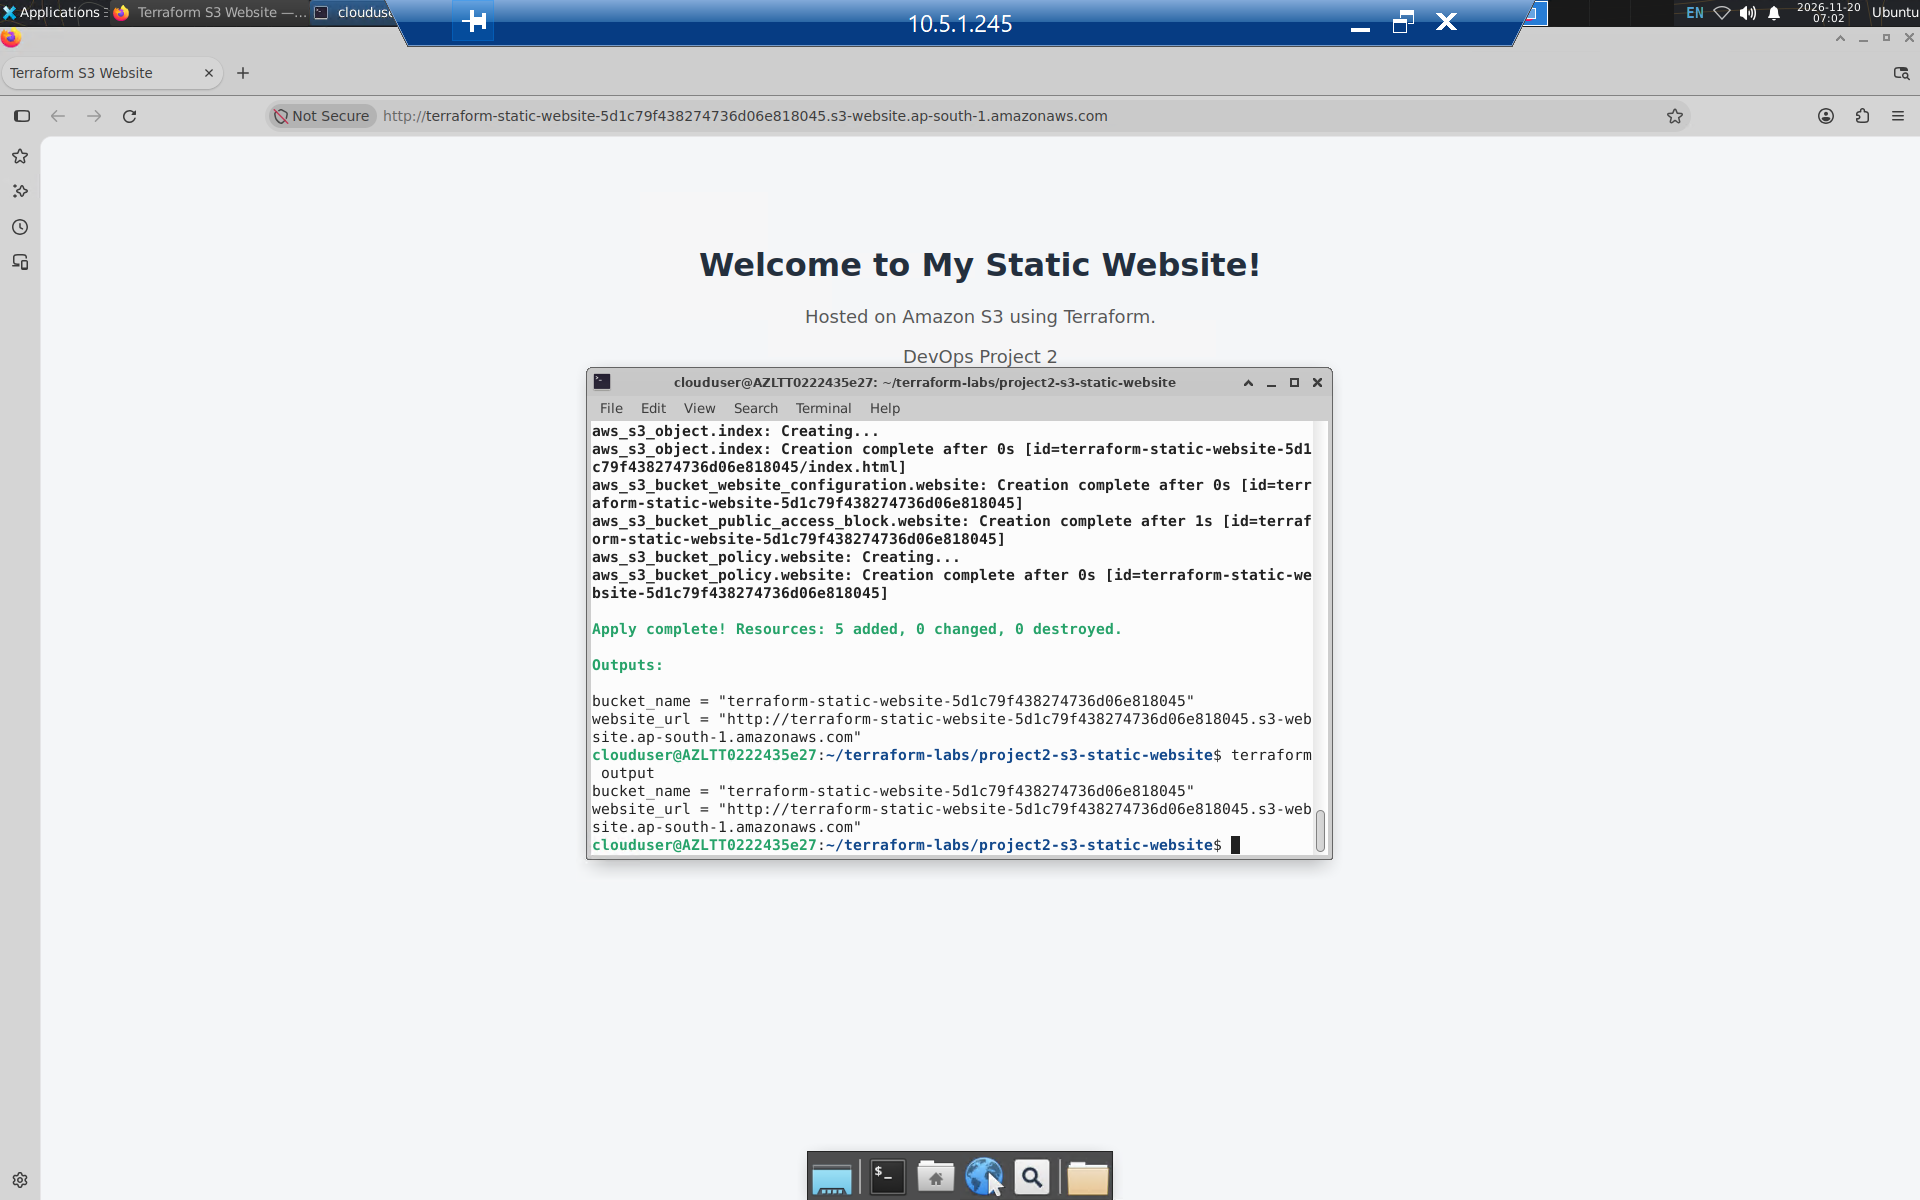 Applications
Terraform S3 Website —...
clouduse
10.5.1.245
EN
2026-11-20
07:02
Ubuntu
Terraform S3 Website
Not Secure
http://terraform-static-website-5d1c79f438274736d06e818045.s3-website.ap-south-1.amazonaws.com
Welcome to My Static Website!
Hosted on Amazon S3 using Terraform.
DevOps Project 2
clouduser@AZLTT0222435e27: ~/terraform-labs/project2-s3-static-website
File Edit View Search Terminal Help
aws_s3_object.index: Creating...
aws_s3_object.index: Creation complete after 0s [id=terraform-static-website-5d1
c79f438274736d06e818045/index.html]
aws_s3_bucket_website_configuration.website: Creation complete after 0s [id=terr
aform-static-website-5d1c79f438274736d06e818045]
aws_s3_bucket_public_access_block.website: Creation complete after 1s [id=terraf
orm-static-website-5d1c79f438274736d06e818045]
aws_s3_bucket_policy.website: Creating...
aws_s3_bucket_policy.website: Creation complete after 0s [id=terraform-static-we
bsite-5d1c79f438274736d06e818045]
Apply complete! Resources: 5 added, 0 changed, 0 destroyed.
Outputs:
bucket_name = "terraform-static-website-5d1c79f438274736d06e818045"
website_url = "http://terraform-static-website-5d1c79f438274736d06e818045.s3-web
site.ap-south-1.amazonaws.com"
clouduser@AZLTT0222435e27:~/terraform-labs/project2-s3-static-website$ terraform
output
bucket_name = "terraform-static-website-5d1c79f438274736d06e818045"
website_url = "http://terraform-static-website-5d1c79f438274736d06e818045.s3-web
site.ap-south-1.amazonaws.com"
clouduser@AZLTT0222435e27:~/terraform-labs/project2-s3-static-website$